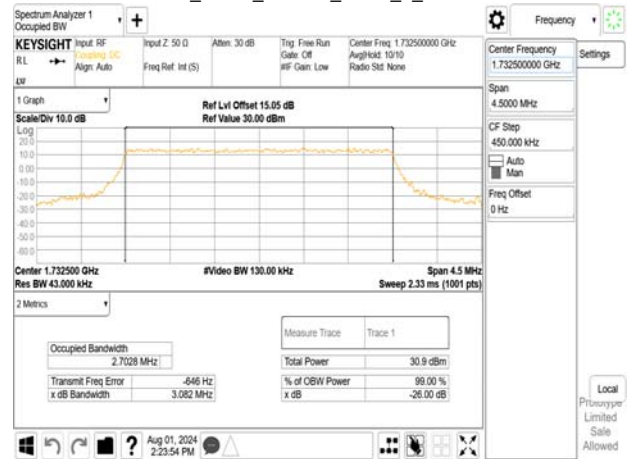 Spectrum Analyzer 1
Occupied BW
KEYSIGHT
Input: RF
Coupling: DC
Align: Auto
Input Z: 50 Ω
Freq Ref: Int (S)
Atten: 30 dB
Trig: Free Run
Gate: Off
#IF Gain: Low
Center Freq: 1.732500000 GHz
Avg|Hold: 10/10
Radio Std: None
RL
Frequency
Settings
Center Frequency
1.732500000 GHz
Span
4.5000 MHz
CF Step
450.000 kHz
Auto
Man
Freq Offset
0 Hz
1 Graph
Scale/Div 10.0 dB
Ref Lvl Offset 15.05 dB
Ref Value 30.00 dBm
Log
20.0
10.0
0.00
-10.0
-20.0
-30.0
-40.0
-50.0
-60.0
Center 1.732500 GHz
#Video BW 130.00 kHz
Span 4.5 MHz
Res BW 43.000 kHz
Sweep 2.33 ms (1001 pts)
2 Metrics
Measure Trace Trace 1
Occupied Bandwidth
2.7028 MHz
Total Power 30.9 dBm
Transmit Freq Error -646 Hz
% of OBW Power 99.00 %
x dB Bandwidth 3.082 MHz
x dB -26.00 dB
Local
Prototype
Limited
Sale
Allowed
Aug 01, 2024
2:23:54 PM